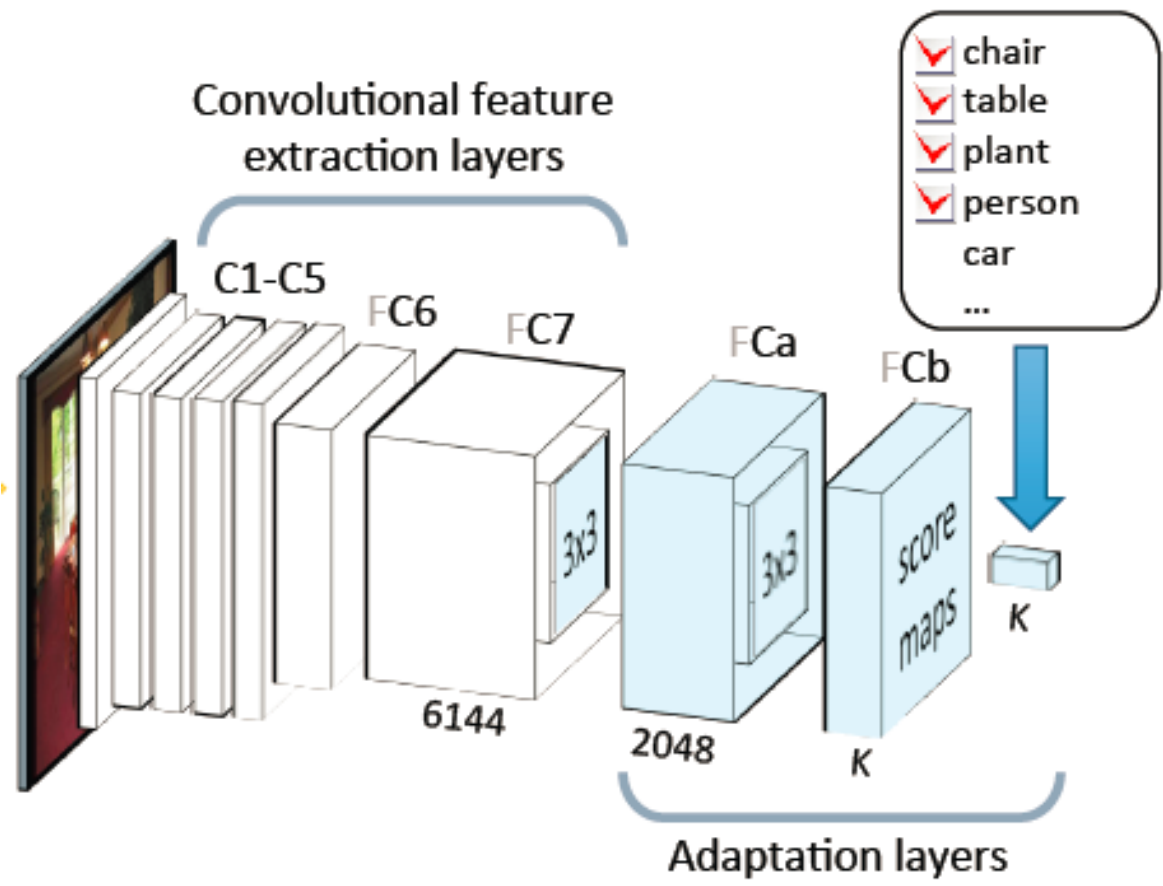 chair
table
plant
person
car
...
Convolutional feature
extraction layers
C1-C5
FC6
FC7
FCa
FCb
3x3
3x3
score
maps
6144
2048
K
K
Adaptation layers